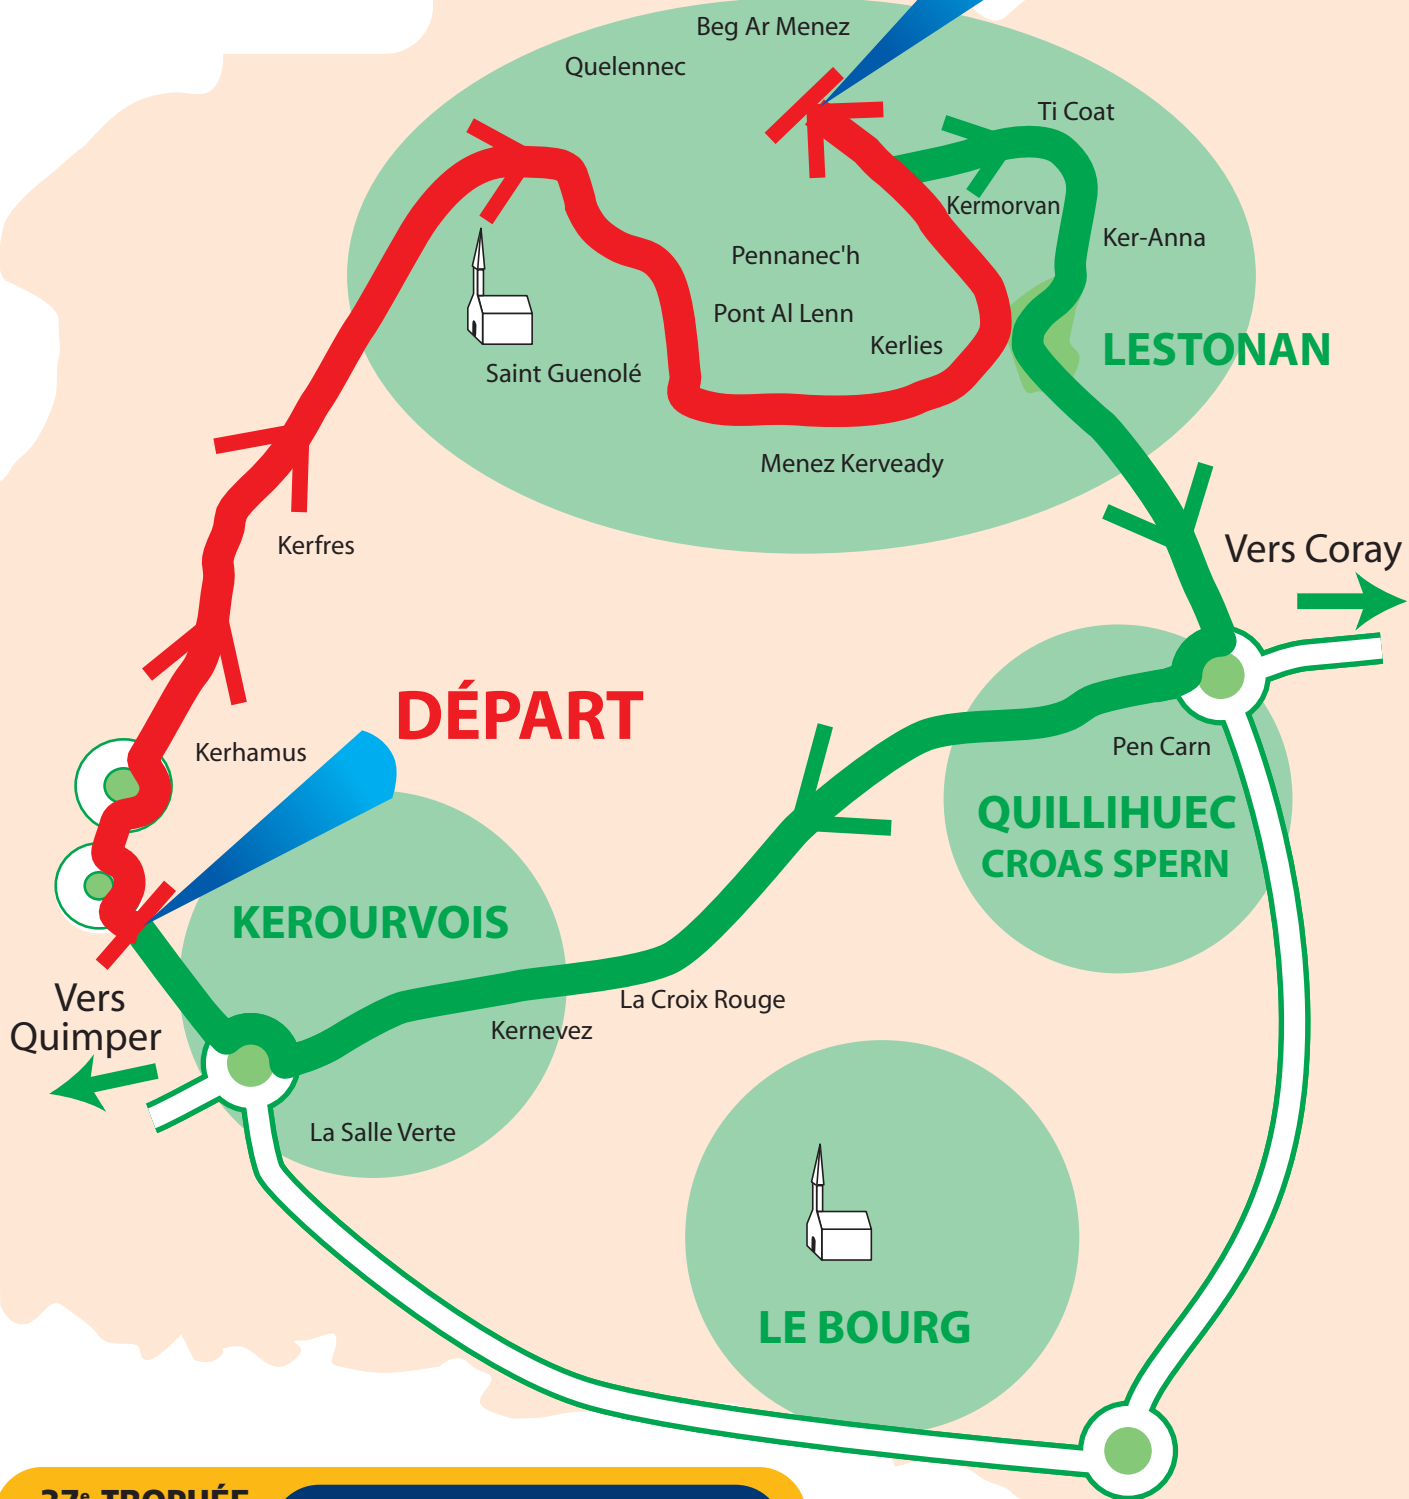 Beg Ar Menez
Quelennec
Ti Coat
Kermorvan
Ker-Anna
Pennanec'h
Pont Al Lenn
Kerlies
LESTONAN
Saint Guenolé
Menez Kerveady
Kerfres
Vers Coray
DÉPART
Kerhamus
Pen Carn
QUILLIHUEC
CROAS SPERN
KEROURVOIS
Vers
Quimper
La Croix Rouge
Kernevez
La Salle Verte
LE BOURG
37e TROPHÉE